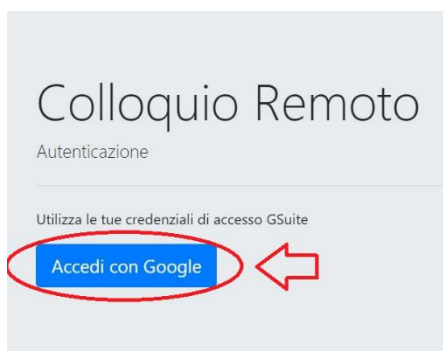 Colloquio Remoto
Autenticazione
Utilizza le tue credenziali di accesso GSuite
Accedi con Google